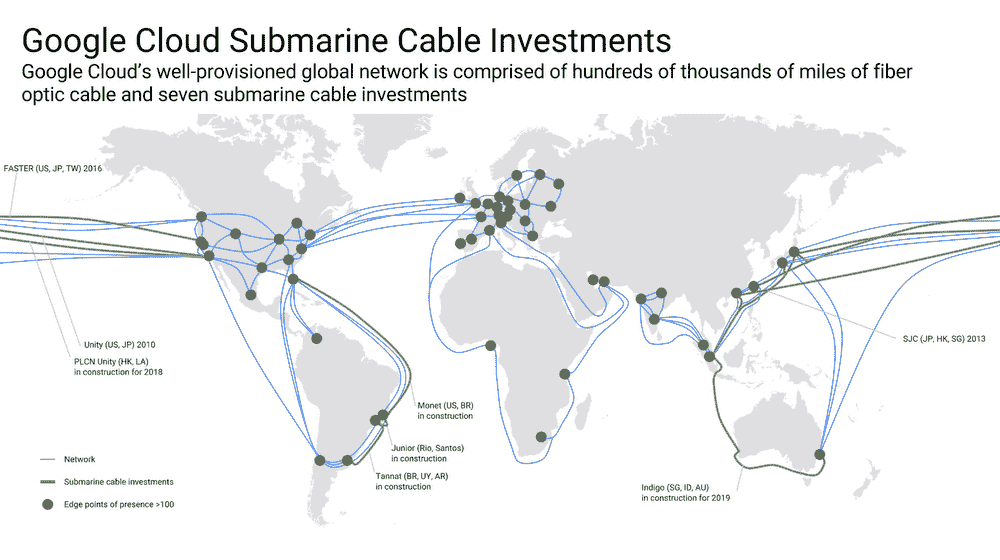 Google Cloud Submarine Cable Investments
Google Cloud's well-provisioned global network is comprised of hundreds of thousands of miles of fiber
optic cable and seven submarine cable investments
FASTER (US, JP, TW) 2016
Unity (US, JP) 2010
PLCN Unity (HK, LA)
in construction for 2018
SJC (JP, HK, SG) 2013
Monet (US, BR)
in construction
Junior (Rio, Santos)
in construction
Tannat (BR, UY, AR)
in construction
Indigo (SG, ID, AU)
in construction for 2019
Network
Submarine cable investments
Edge points of presence >100